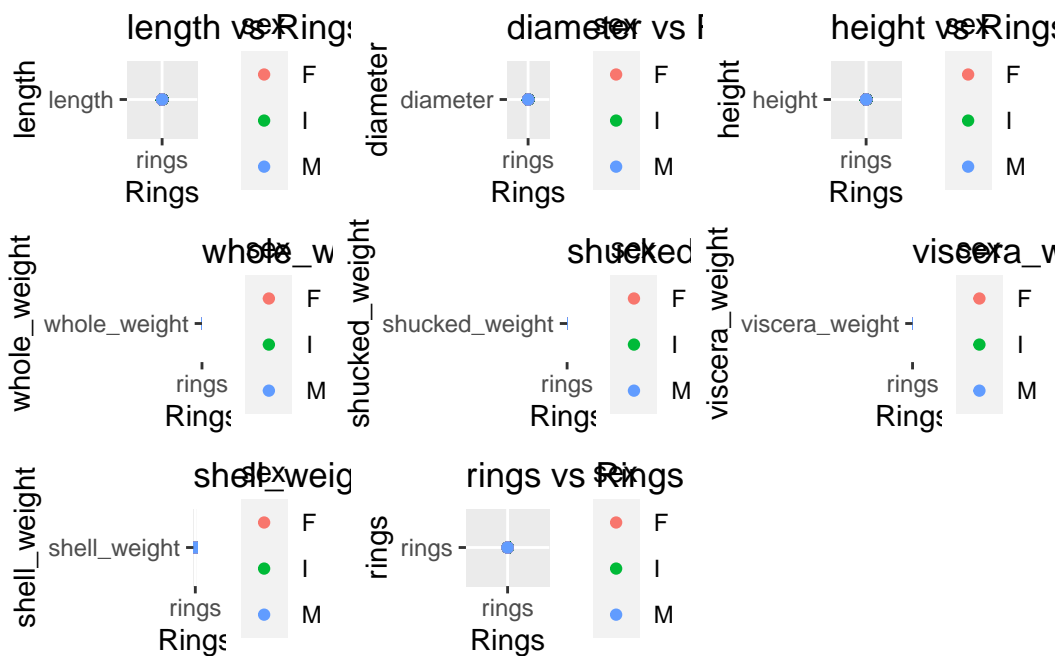 length vs Rings
sex
length
length
rings
Rings
F
I
M
diameter vs R
sex
diameter
diameter
rings
Rings
F
I
M
height vs Rings
sex
height
height
rings
Rings
F
I
M
whole_w
sex
whole_weight
whole_weight
rings
Rings
F
I
M
shucked
sex
shucked_weight
shucked_weight
rings
Rings
F
I
M
viscera_w
sex
viscera_weight
viscera_weight
rings
Rings
F
I
M
shell_weig
sex
shell_weight
shell_weight
rings
Rings
F
I
M
rings vs Rings
sex
rings
rings
rings
Rings
F
I
M